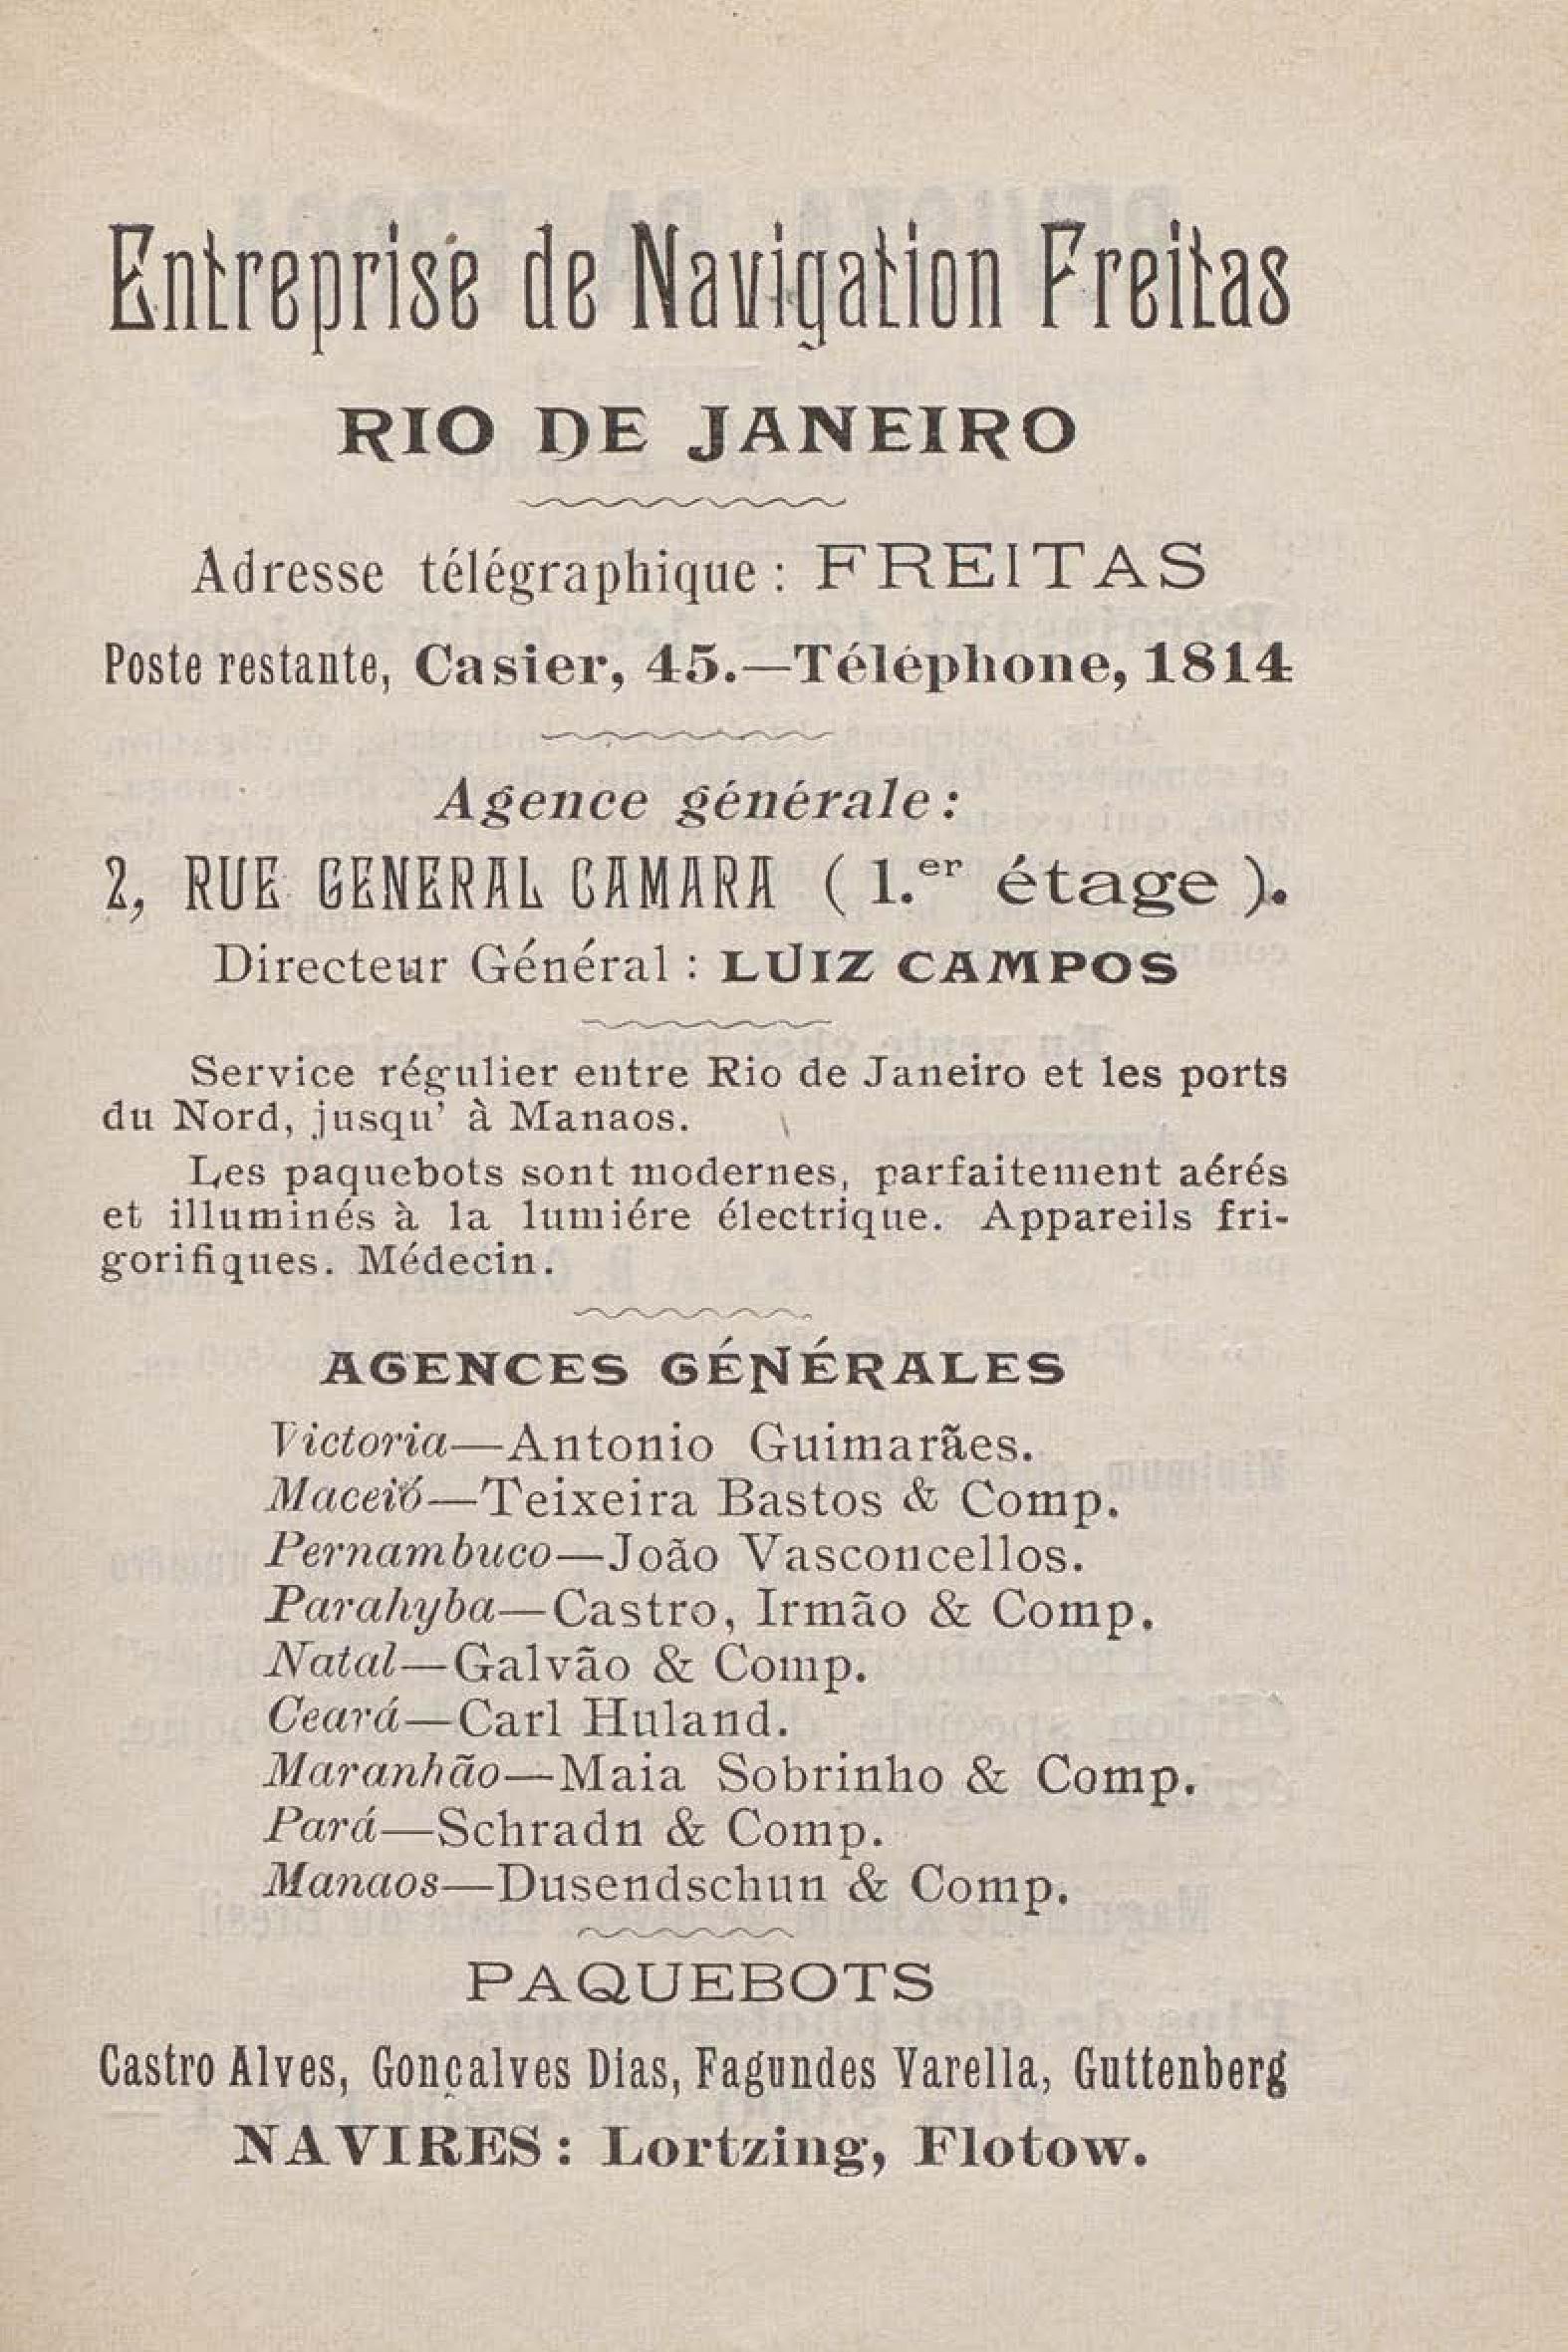 Entreprise de Navigation Freitas
RIO DE JANEIRO
Adresse télégraphique: FREITAS
Poste restante, Casier, 45.—Téléphone, 1814
Agence générale:
2, RUE GENERAL CAMARA (1.er étage).
Directeur Général: LUIZ CAMPOS
Service régulier entre Rio de Janeiro et les ports
du Nord, jusqu' à Manaos.
Les paquebots sont modernes, parfaitement aérés
et illuminés à la lumiére électrique. Appareils fri-
gorifiques. Médecin.
AGENCES GÉNÉRALES
Victoria—Antonio Guimarães.
Maceió—Teixeira Bastos & Comp.
Pernambuco—João Vasconcellos.
Parahyba—Castro, Irmão & Comp.
Natal—Galvão & Comp.
Ceará—Carl Huland.
Maranhão—Maia Sobrinho & Comp.
Pará—Schradn & Comp.
Manaos—Dusendschun & Comp.
PAQUEBOTS
Castro Alves, Gonçalves Dias, Fagundes Varella, Guttenberg
NAVIRES: Lortzing, Flotow.